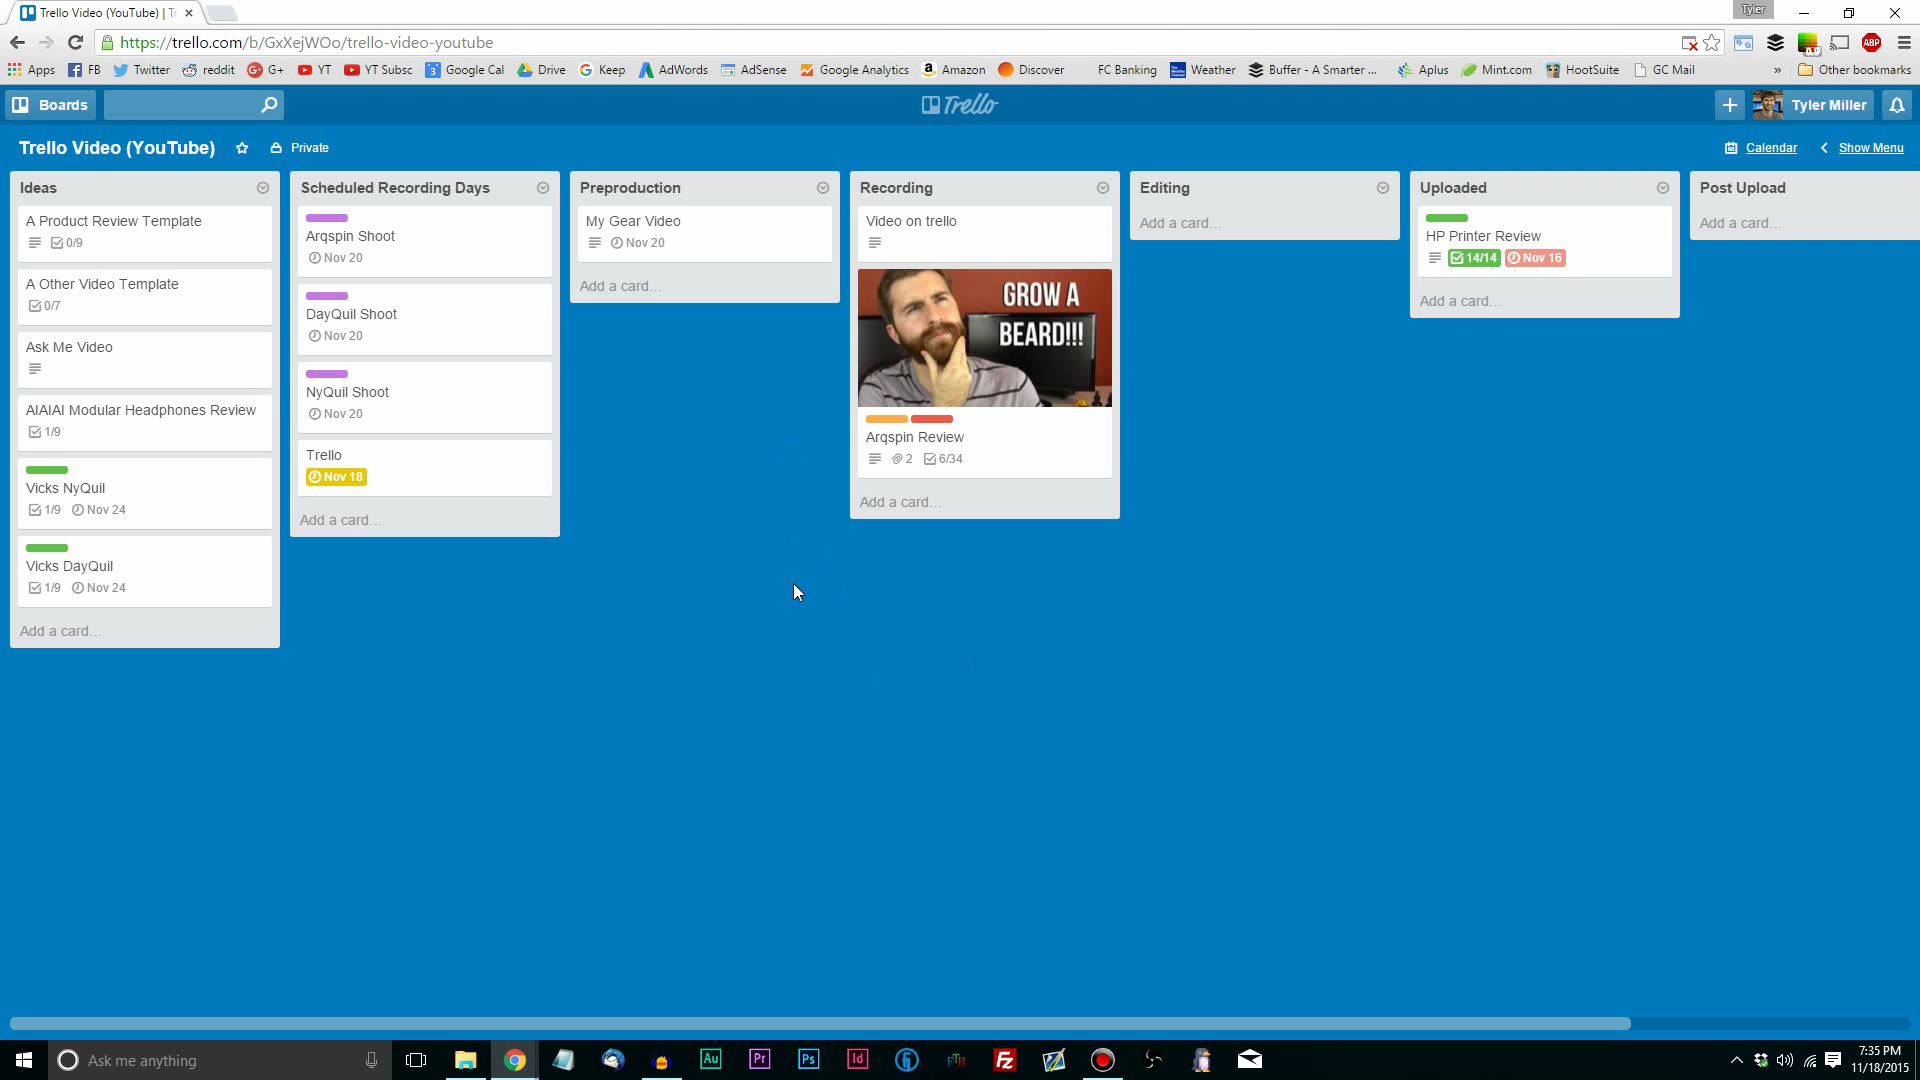 Trello Video (YouTube) | Tr
Tyler
https://trello.com/b/GxXejWOo/trello-video-youtube
Apps FB Twitter reddit G+ YT YT Subsc Google Cal Drive Keep AdWords AdSense Google Analytics Amazon Discover FC Banking Weather Buffer - A Smarter ... Aplus Mint.com HootSuite GC Mail » Other bookmarks
Boards
Trello
Tyler Miller
Trello Video (YouTube) Private
Calendar Show Menu
Ideas
A Product Review Template
0/9
A Other Video Template
0/7
Ask Me Video
AIAIAI Modular Headphones Review
1/9
Vicks NyQuil
1/9 Nov 24
Vicks DayQuil
1/9 Nov 24
Add a card…
Scheduled Recording Days
Arqspin Shoot
Nov 20
DayQuil Shoot
Nov 20
NyQuil Shoot
Nov 20
Trello
Nov 18
Add a card…
Preproduction
My Gear Video
Nov 20
Add a card…
Recording
Video on trello
GROW A
BEARD!!!
Arqspin Review
2 6/34
Add a card…
Editing
Add a card…
Uploaded
HP Printer Review
14/14 Nov 16
Add a card…
Post Upload
Add a card…
Ask me anything
Au Pr Ps Id FTB Fz
7:35 PM
11/18/2015